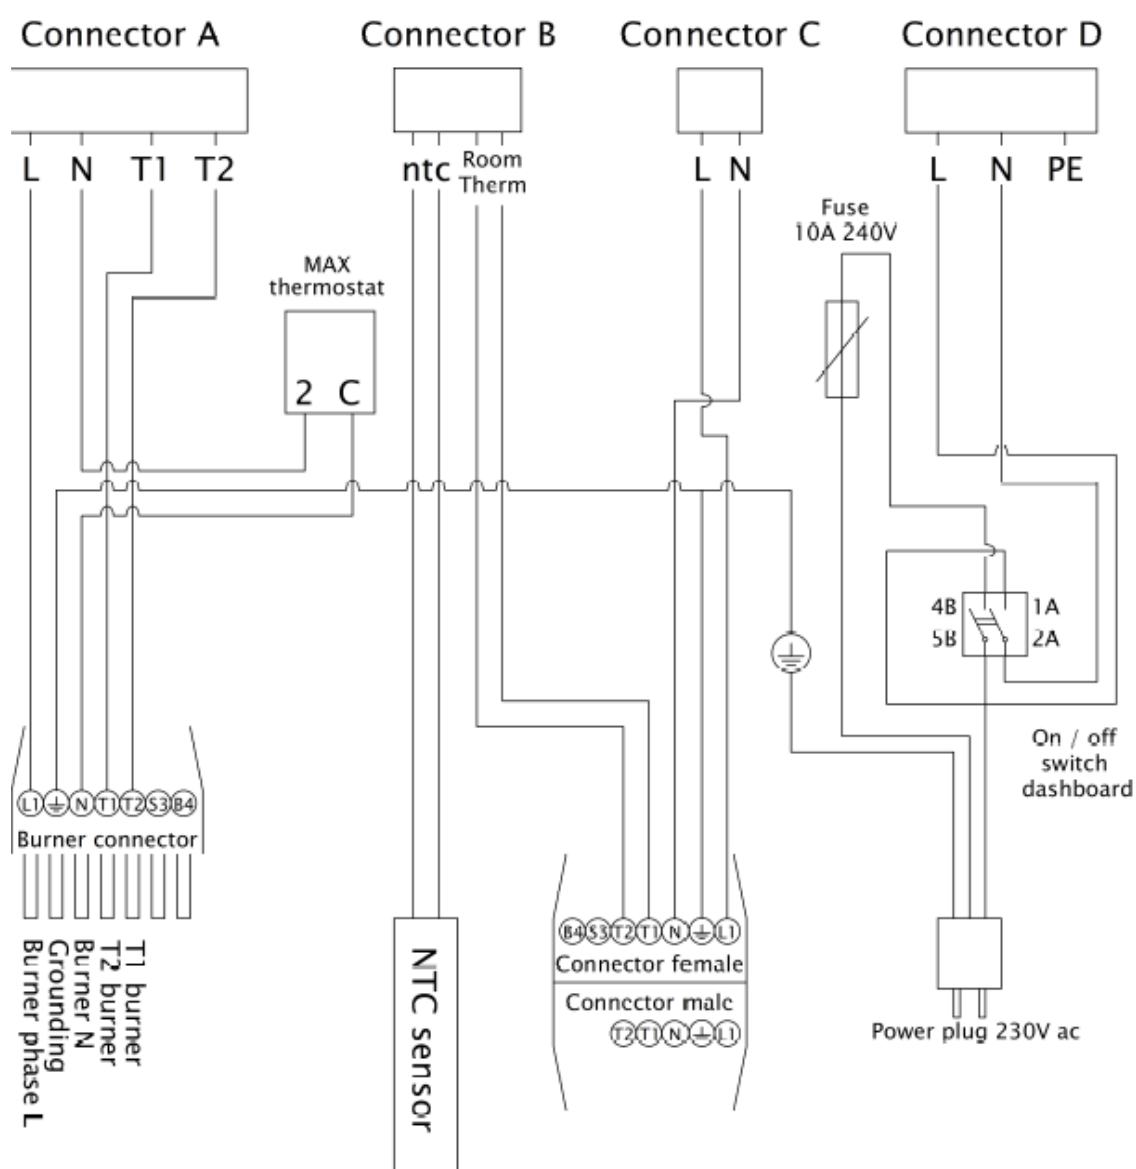 Connector A
Connector B
Connector C
Connector D
L N T1 T2
ntc
Room
Therm
L N
L N PE
Fuse
10A 240V
MAX
thermostat
2 C
4B
1A
5B
2A
On / off
switch
dashboard
L1 N T1 T2 S3 B4
Burner connector
Burner phase L
Grounding
Burner N
T2 burner
T1 burner
NTC sensor
B4 S3 T2 T1 N L1
Connector female
Connector male
T2 T1 N L1
Power plug 230V ac